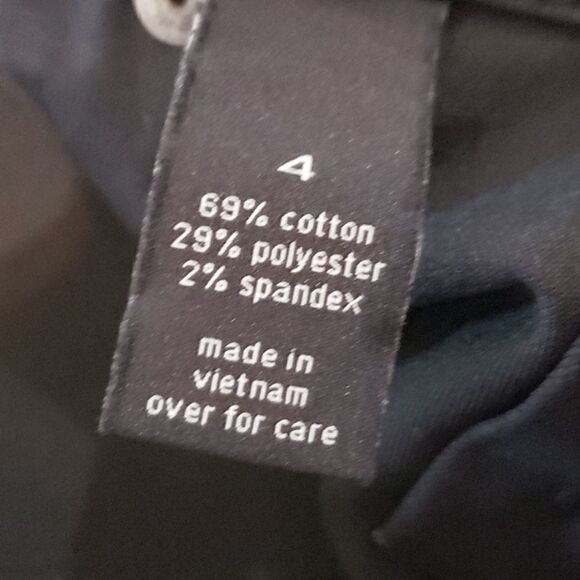 4
69% cotton
29% polyester
2% spandex
made in
vietnam
over for care